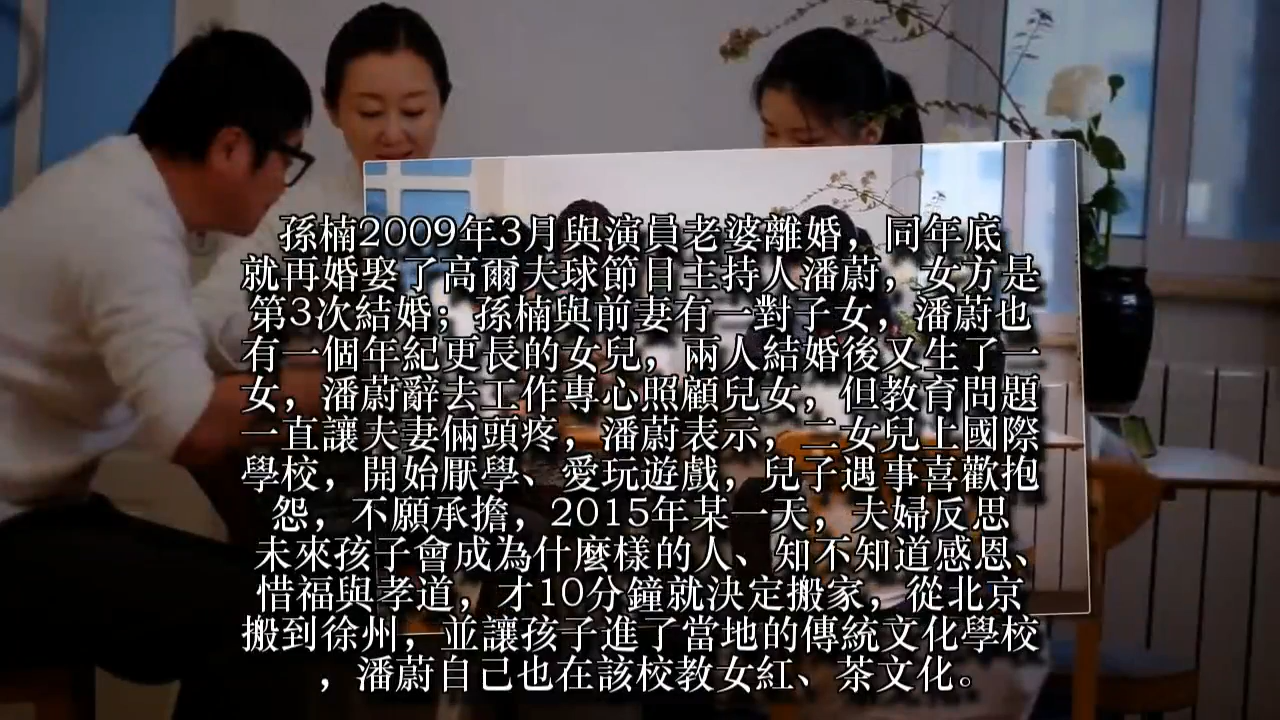 孫楠2009年3月與演員老婆離婚，同年底
就再婚娶了高爾夫球節目主持人潘蔚，女方是
第3次結婚；孫楠與前妻有一對子女，潘蔚也
有一個年紀更長的女兒，兩人結婚後又生了一
女，潘蔚辭去工作專心照顧兒女，但教育問題
一直讓夫妻倆頭疼，潘蔚表示，二女兒上國際
學校，開始厭學、愛玩遊戲，兒子遇事喜歡抱
怨，不願承擔，2015年某一天，夫婦反思
未來孩子會成為什麼樣的人、知不知道感恩、
惜福與孝道，才10分鐘就決定搬家，從北京
搬到徐州，並讓孩子進了當地的傳統文化學校
，潘蔚自己也在該校教女紅、茶文化。